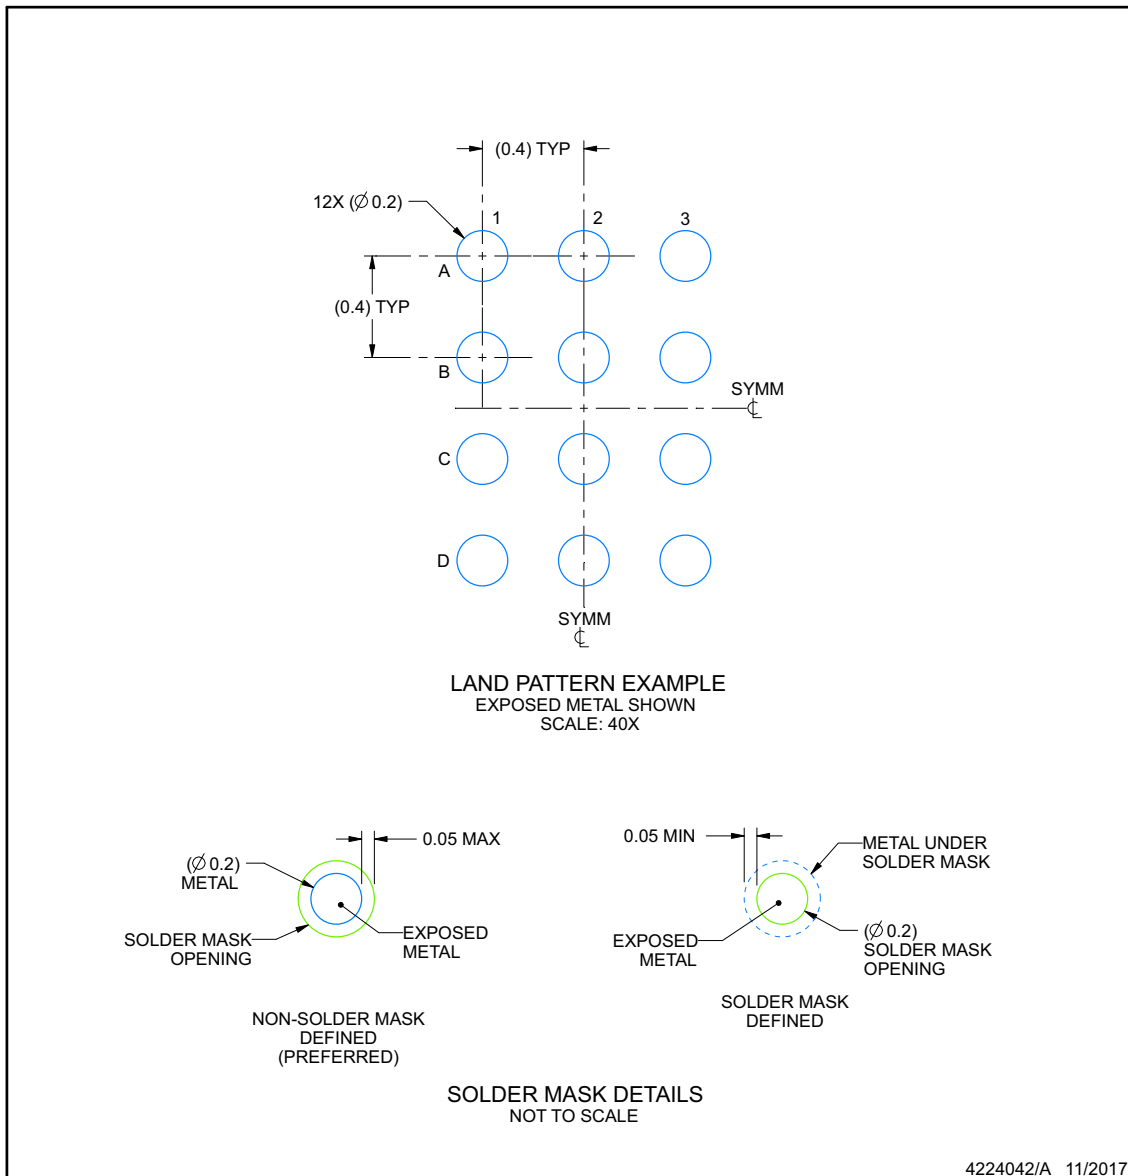 (0.4) TYP
12X (∅ 0.2)
1
2
3
A
(0.4) TYP
B
SYMM
℄
C
D
SYMM
℄
LAND PATTERN EXAMPLE
EXPOSED METAL SHOWN
SCALE: 40X
0.05 MAX
(∅ 0.2)
METAL
SOLDER MASK
OPENING
EXPOSED
METAL
NON-SOLDER MASK
DEFINED
(PREFERRED)
0.05 MIN
METAL UNDER
SOLDER MASK
EXPOSED
METAL
(∅ 0.2)
SOLDER MASK
OPENING
SOLDER MASK
DEFINED
SOLDER MASK DETAILS
NOT TO SCALE
4224042/A 11/2017